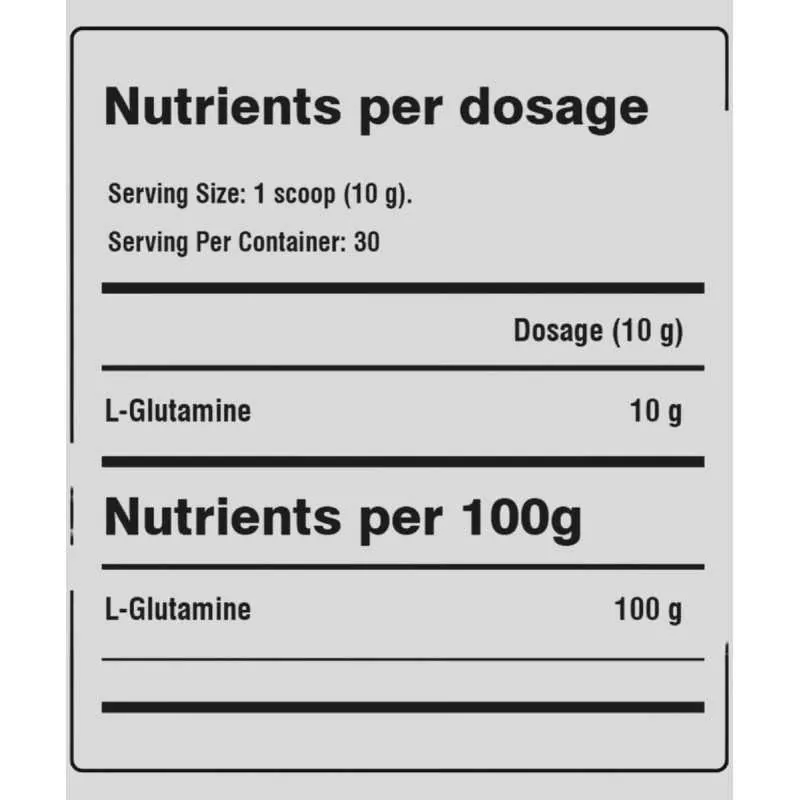 Nutrients per dosage
Serving Size: 1 scoop (10 g).
Serving Per Container: 30
Dosage (10 g)
L-Glutamine 10 g
Nutrients per 100g
L-Glutamine 100 g